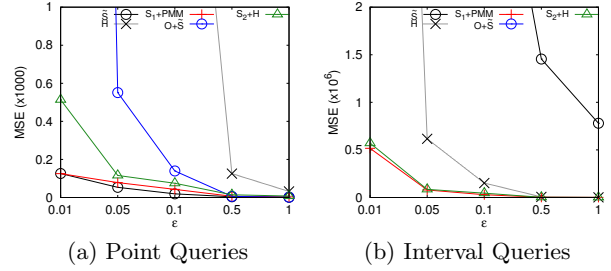 S̃ S₁+PMM S₂+H
H̄ O+S̄
MSE (x1000)
1
0.8
0.6
0.4
0.2
0
0.01 0.05 0.1 0.5 1
ε
(a) Point Queries
S̃ S₁+PMM S₂+H
H̄ O+S̄
MSE (x10⁶)
2
1.5
1
0.5
0
0.01 0.05 0.1 0.5 1
ε
(b) Interval Queries